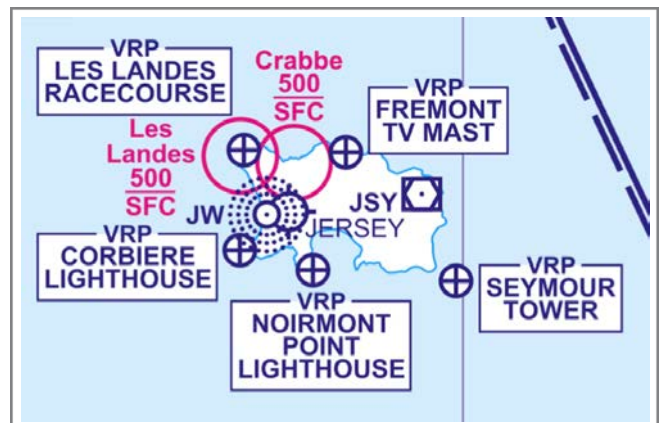 VRP
LES LANDES
RACECOURSE
Crabbe
500
SFC
VRP
FREMONT
TV MAST
Les
Landes
500
SFC
JW
JSY
JERSEY
VRP
CORBIERE
LIGHTHOUSE
VRP
NOIRMONT
POINT
LIGHTHOUSE
VRP
SEYMOUR
TOWER